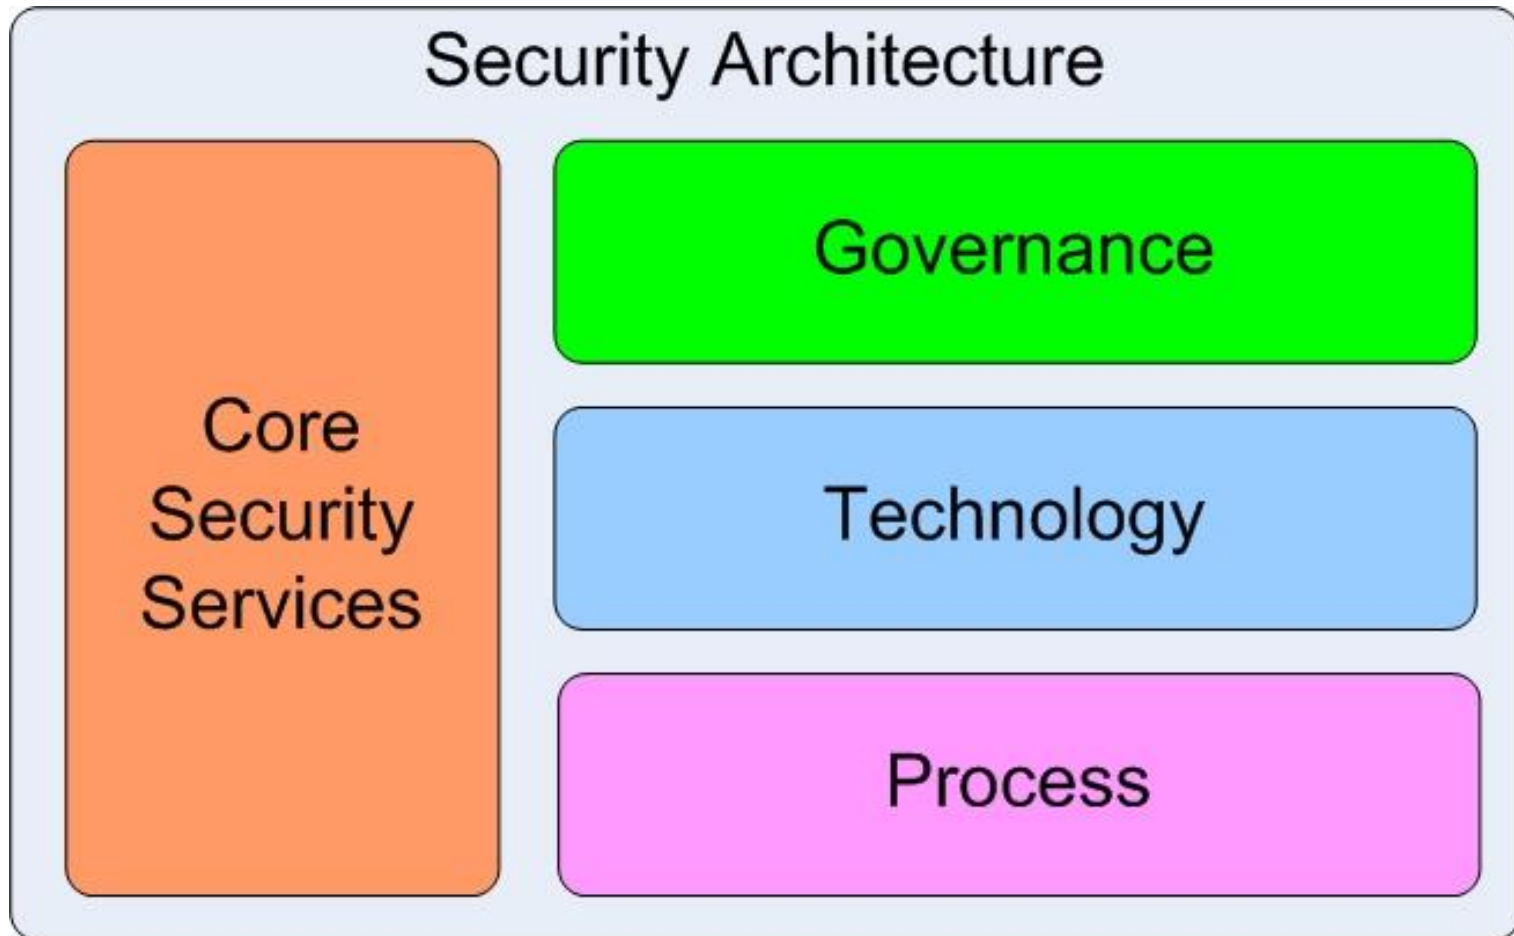 Security Architecture
Core
Security
Services
Governance
Technology
Process